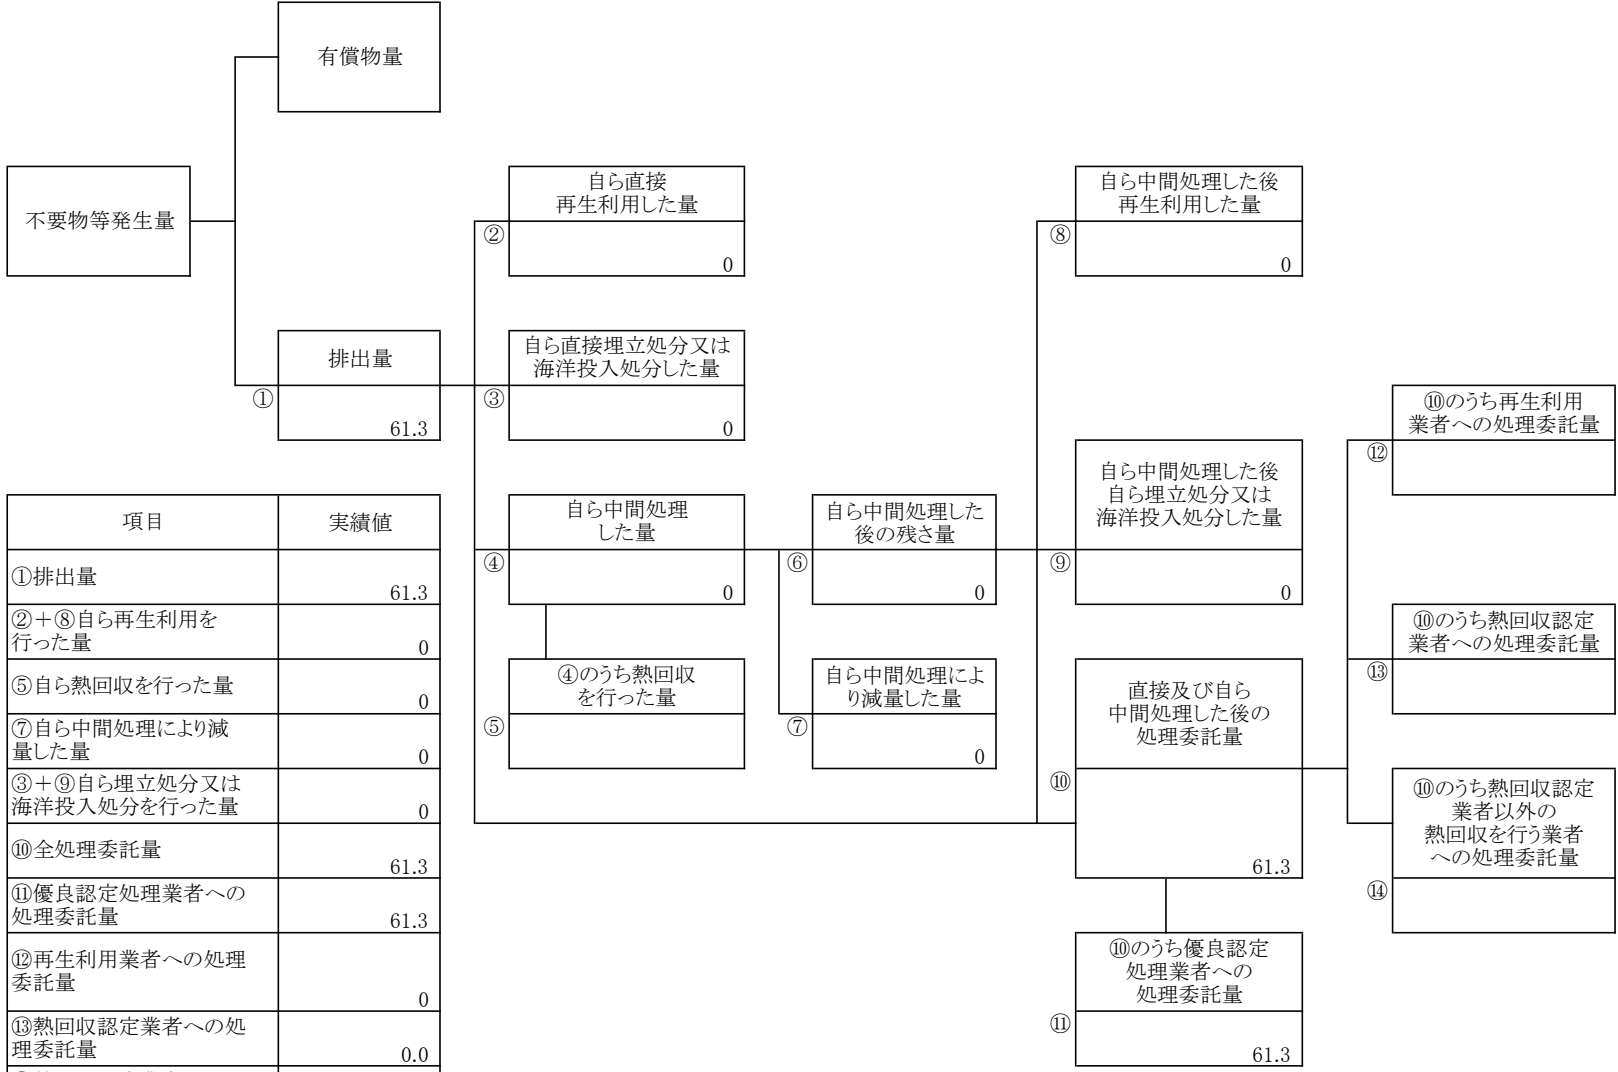 有償物量
不要物等発生量
自ら直接
再生利用した量
②
0
自ら中間処理した後
再生利用した量
⑧
0
排出量
①
61.3
自ら直接埋立処分又は
海洋投入処分した量
③
0
⑩のうち再生利用
業者への処理委託量
⑫
自ら中間処理
した量
④
0
自ら中間処理した
後の残さ量
⑥
0
自ら中間処理した後
自ら埋立処分又は
海洋投入処分した量
⑨
0
⑩のうち熱回収認定
業者への処理委託量
⑬
④のうち熱回収
を行った量
⑤
自ら中間処理によ
り減量した量
⑦
0
直接及び自ら
中間処理した後の
処理委託量
⑩
61.3
⑩のうち熱回収認定
業者以外の
熱回収を行う業者
への処理委託量
⑭
⑩のうち優良認定
処理業者への
処理委託量
⑪
61.3
項目 実績値
①排出量 61.3
②＋⑧自ら再生利用を
行った量 0
⑤自ら熱回収を行った量 0
⑦自ら中間処理により減
量した量 0
③＋⑨自ら埋立処分又は
海洋投入処分を行った量 0
⑩全処理委託量 61.3
⑪優良認定処理業者への
処理委託量 61.3
⑫再生利用業者への処理
委託量 0
⑬熱回収認定業者への処
理委託量 0.0